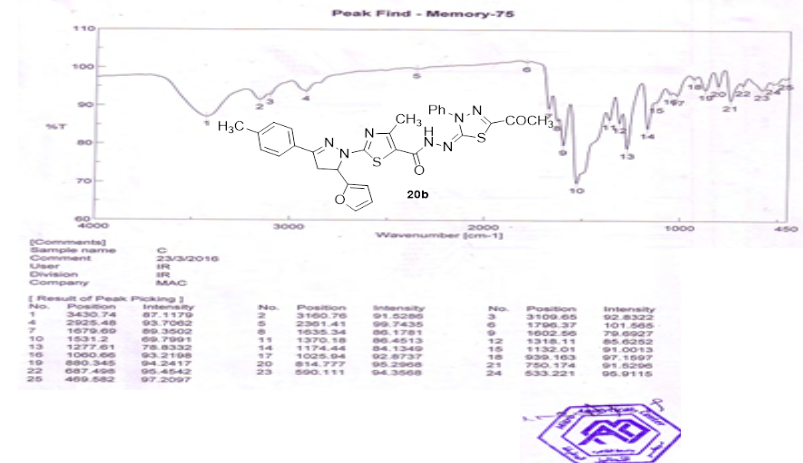 Peak Find - Memory-75
110
100
90
%T
80
70
60
4000
3000
2000
1000
450
Wavenumber [cm-1]
1
2
3
4
5
6
8
9
10
11
12
13
14
15
16
17
18
19
20
21
22
23
24
25
H₃C
N
N
N
S
CH₃
H
N
O
N
Ph
N
N
S
COCH₃
O
20b
[Comments]
Sample name C
Comment 23/3/2016
User IR
Division IR
Company MAC
[ Result of Peak Picking ]
No. Position Intensity No. Position Intensity No. Position Intensity
1 3430.74 87.1179 2 3160.76 91.5286 3 3109.65 92.8322
4 2925.48 93.7062 5 2361.41 99.7435 6 1796.37 101.565
7 1679.69 89.3502 8 1635.34 86.1781 9 1602.56 79.6927
10 1531.2 69.7991 11 1370.18 86.4513 12 1318.11 85.6252
13 1277.61 78.8332 14 1174.44 84.1349 15 1132.01 91.0013
16 1060.66 93.2198 17 1025.94 92.8737 18 939.163 97.1597
19 880.345 94.2417 20 814.777 95.2968 21 750.174 91.5296
22 687.498 95.4542 23 590.111 94.3568 24 533.221 95.9115
25 469.582 97.2097